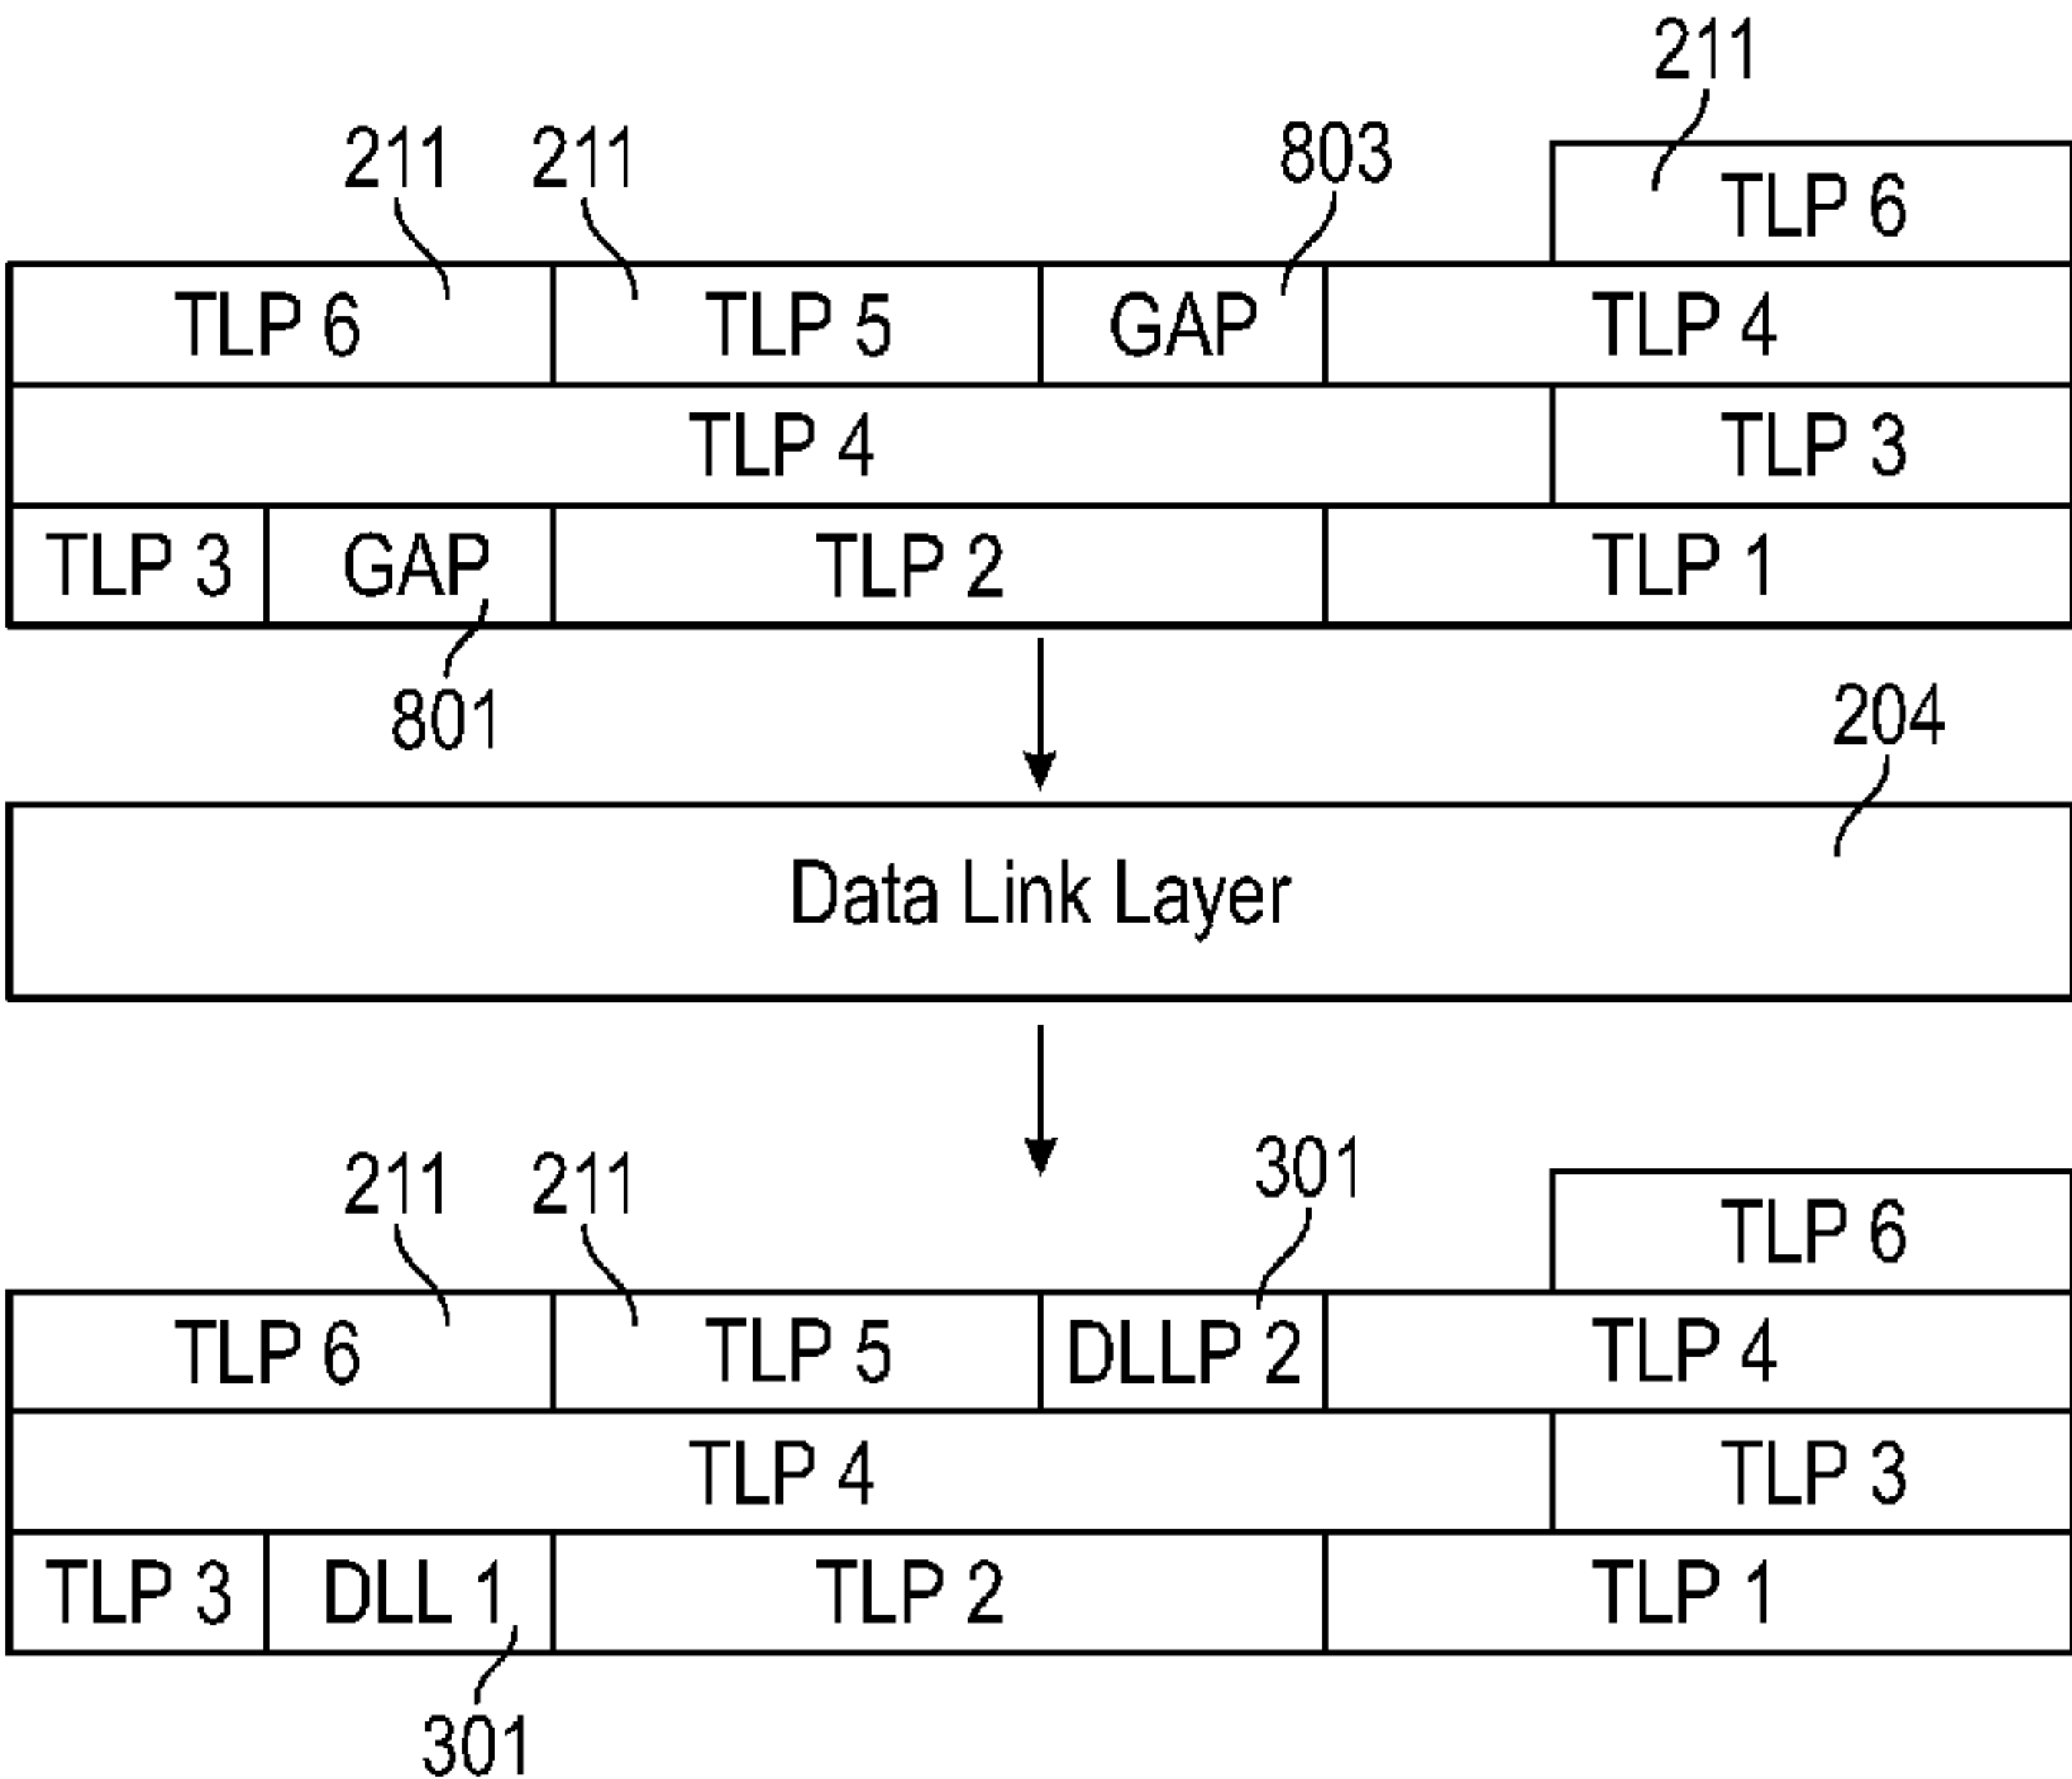 211
211 211 803
TLP 6
TLP 6 TLP 5 GAP TLP 4
TLP 4 TLP 3
TLP 3 GAP TLP 2 TLP 1
801
204
Data Link Layer
211 211 301
TLP 6
TLP 6 TLP 5 DLLP 2 TLP 4
TLP 4 TLP 3
TLP 3 DLL 1 TLP 2 TLP 1
301